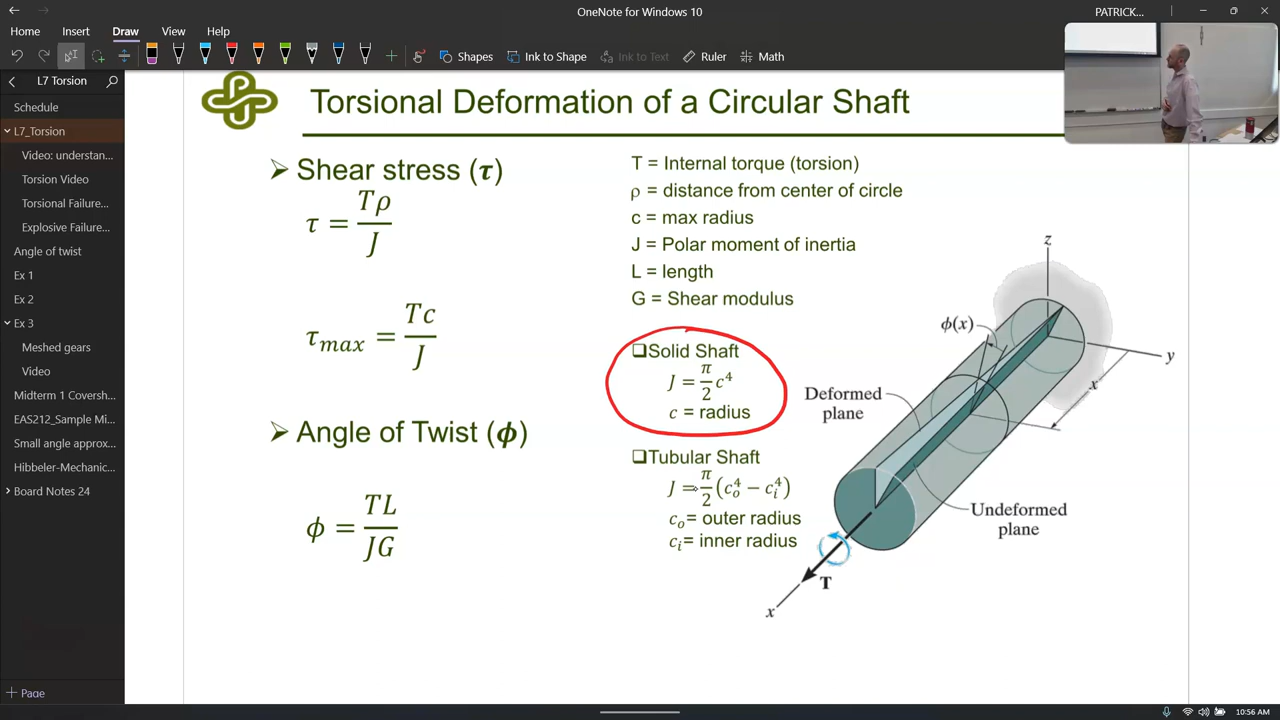 OneNote for Windows 10
PATRICK...
Home
Insert
Draw
View
Help
Shapes
Ink to Shape
Ink to Text
Ruler
Math
L7 Torsion
Schedule
L7_Torsion
Video: understan...
Torsion Video
Torsional Failure...
Explosive Failure...
Angle of twist
Ex 1
Ex 2
Ex 3
Meshed gears
Video
Midterm 1 Coversh...
EAS212_Sample Mi...
Small angle approx...
Hibbeler-Mechanic...
Old Notes 24
Page
Torsional Deformation of a Circular Shaft
➢ Shear stress (τ)
τ = Tρ/J
τmax = Tc/J
➢ Angle of Twist (ϕ)
ϕ = TL/JG
T = Internal torque (torsion)
ρ = distance from center of circle
c = max radius
J = Polar moment of inertia
L = length
G = Shear modulus
❑Solid Shaft
J = π/2 c⁴
c = radius
❑Tubular Shaft
J = π/2 (c_o⁴ − c_i⁴)
c_o= outer radius
c_i= inner radius
z
ϕ(x)
y
x
Deformed
plane
Undeformed
plane
T
x
10:56 AM